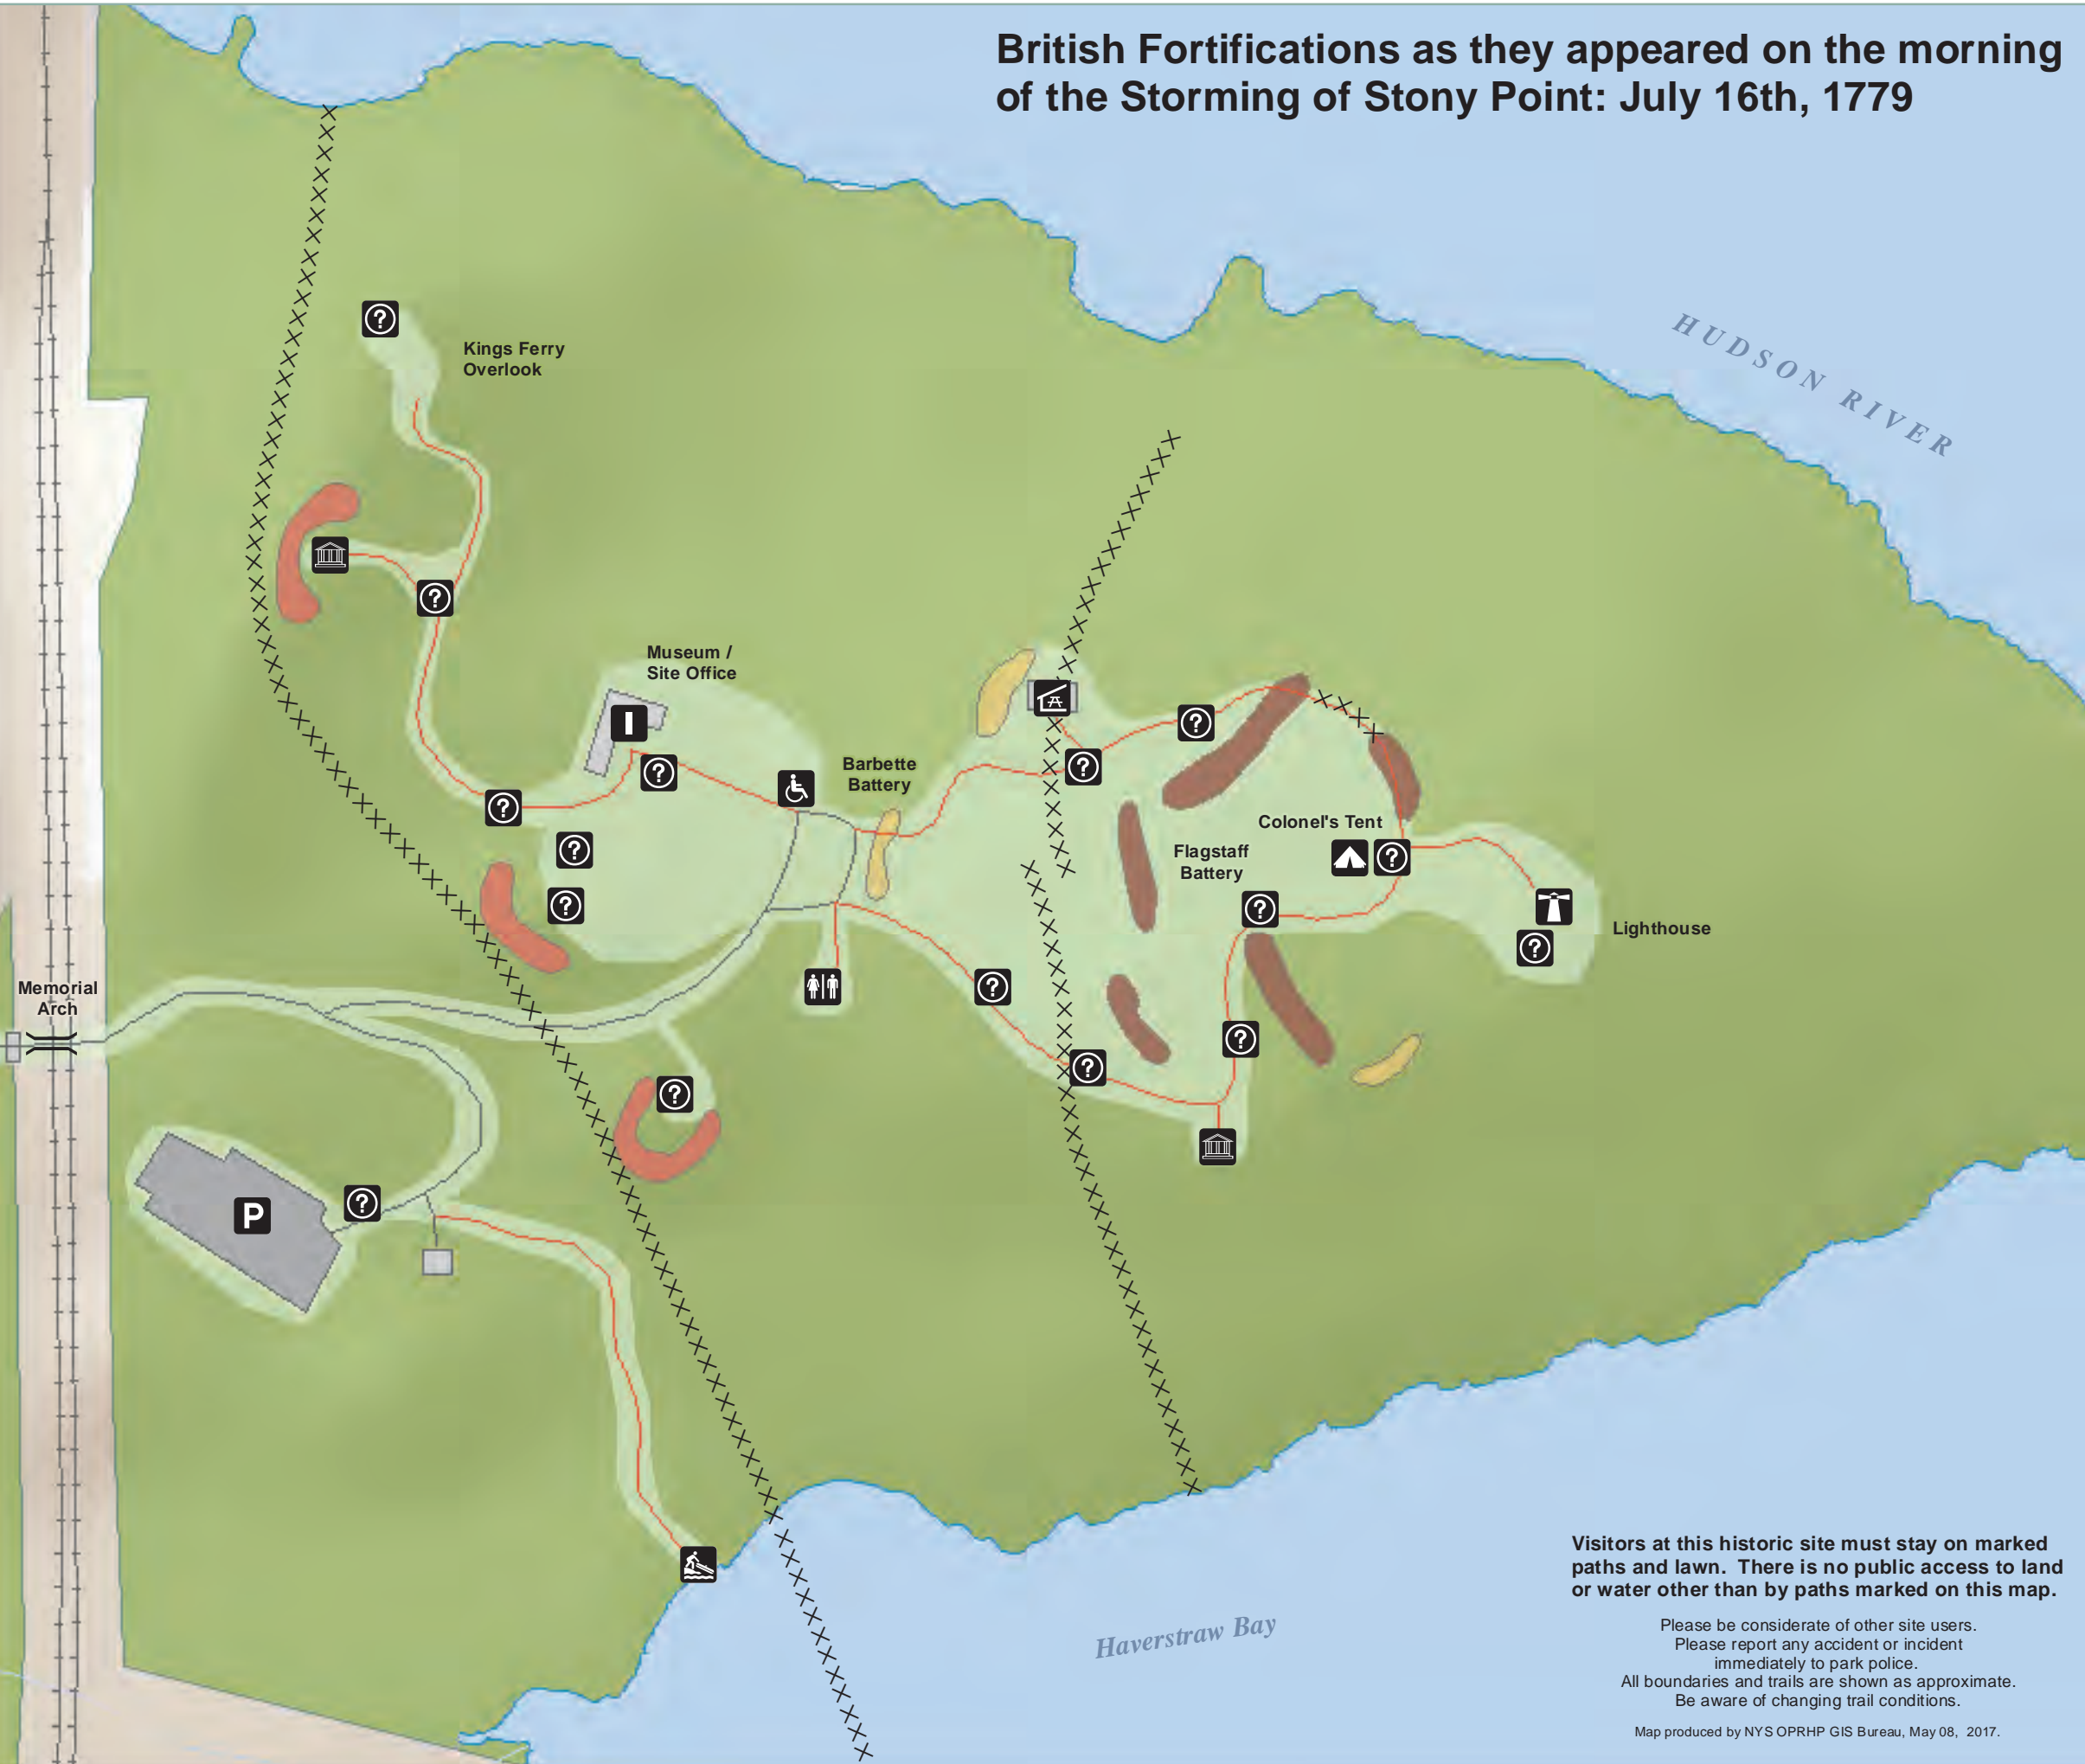 British Fortifications as they appeared on the morning
of the Storming of Stony Point: July 16th, 1779
HUDSON RIVER
Kings Ferry
Overlook
Museum /
Site Office
Barbette
Battery
Colonel's Tent
Flagstaff
Battery
Lighthouse
Memorial
Arch
P
Haverstraw Bay
Visitors at this historic site must stay on marked
paths and lawn. There is no public access to land
or water other than by paths marked on this map.
Please be considerate of other site users.
Please report any accident or incident
immediately to park police.
All boundaries and trails are shown as approximate.
Be aware of changing trail conditions.
Map produced by NYS OPRHP GIS Bureau, May 08, 2017.